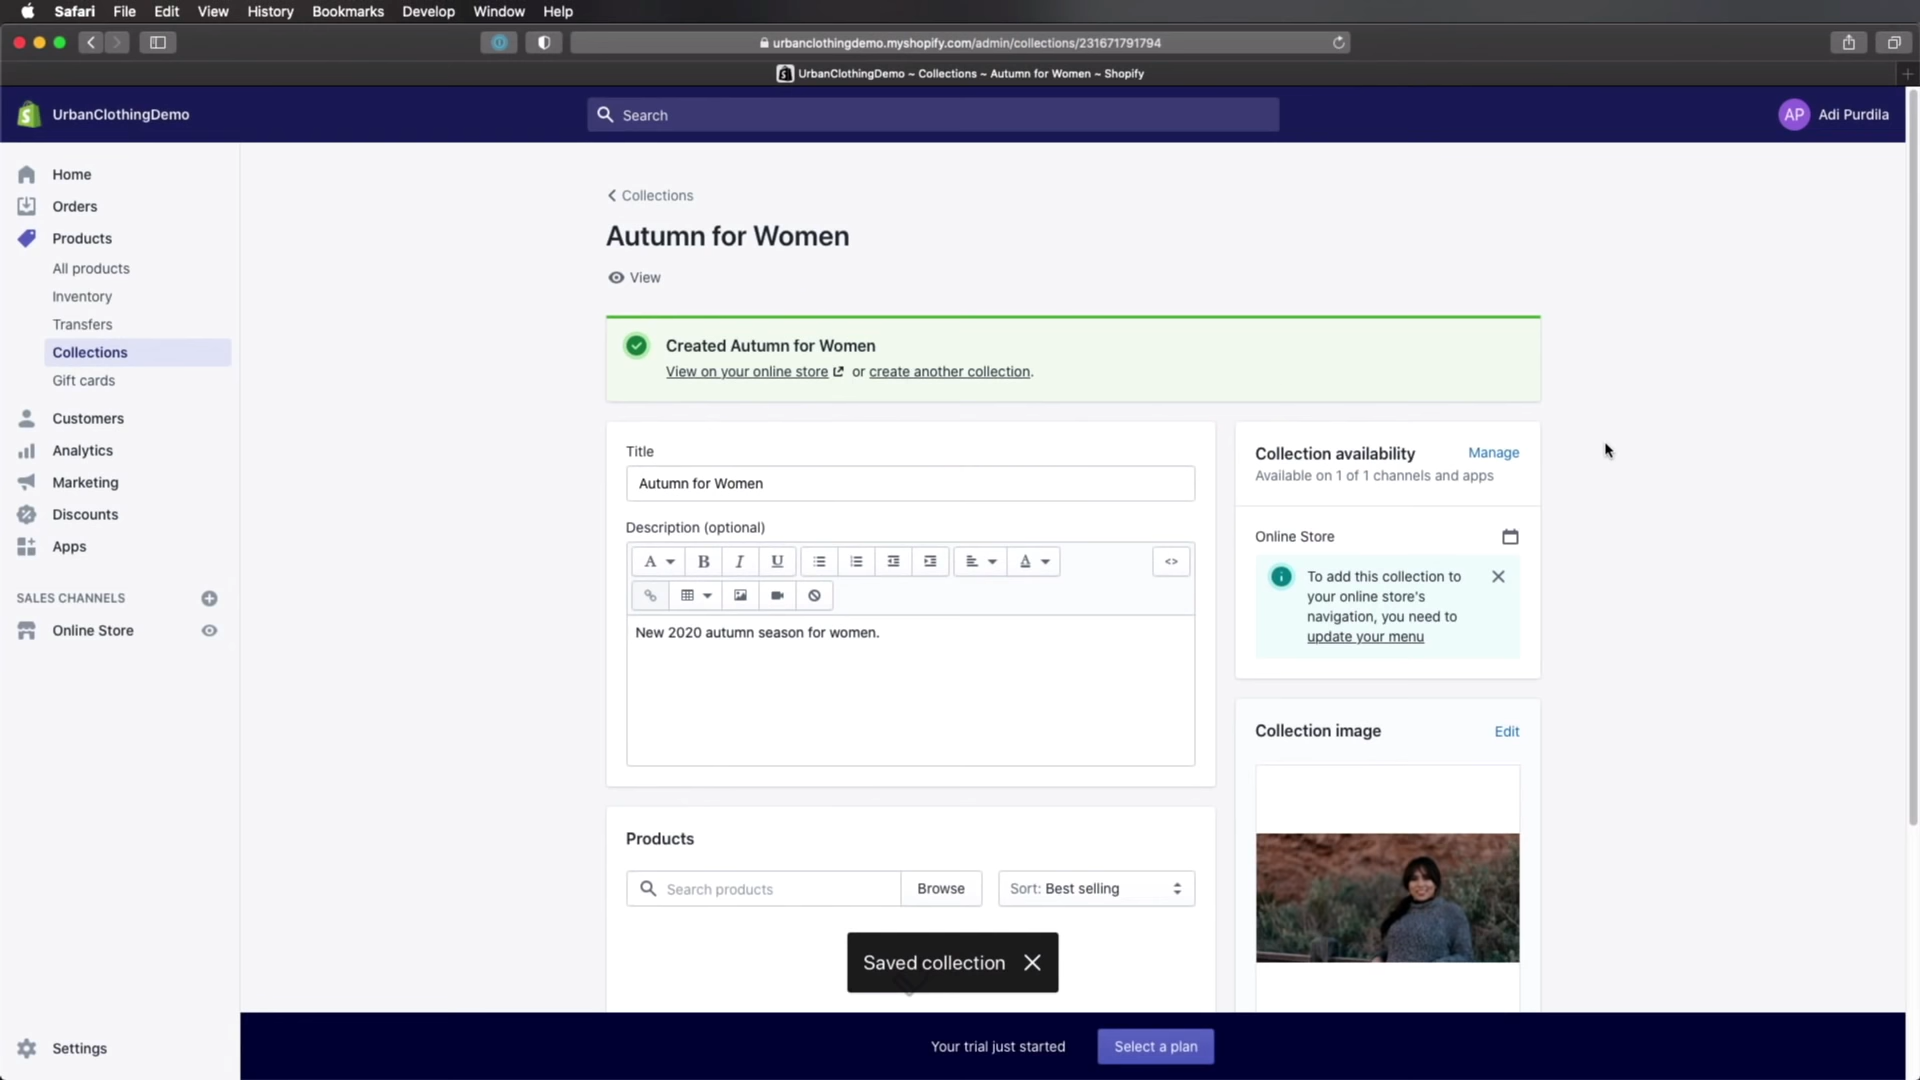 Safari File Edit View History Bookmarks Develop Window Help
urbanclothingdemo.myshopify.com/admin/collections/231671791794
UrbanClothingDemo ~ Collections ~ Autumn for Women ~ Shopify
UrbanClothingDemo
Search
AP Adi Purdila
Home
Orders
Products
All products
Inventory
Transfers
Collections
Gift cards
Customers
Analytics
Marketing
Discounts
Apps
SALES CHANNELS
Online Store
Settings
Collections
Autumn for Women
View
Created Autumn for Women
View on your online store or create another collection.
Title
Autumn for Women
Description (optional)
A B I U A <>
New 2020 autumn season for women.
Products
Search products Browse Sort: Best selling
Saved collection
Collection availability Manage
Available on 1 of 1 channels and apps
Online Store
To add this collection to
your online store's
navigation, you need to
update your menu
Collection image Edit
Your trial just started Select a plan